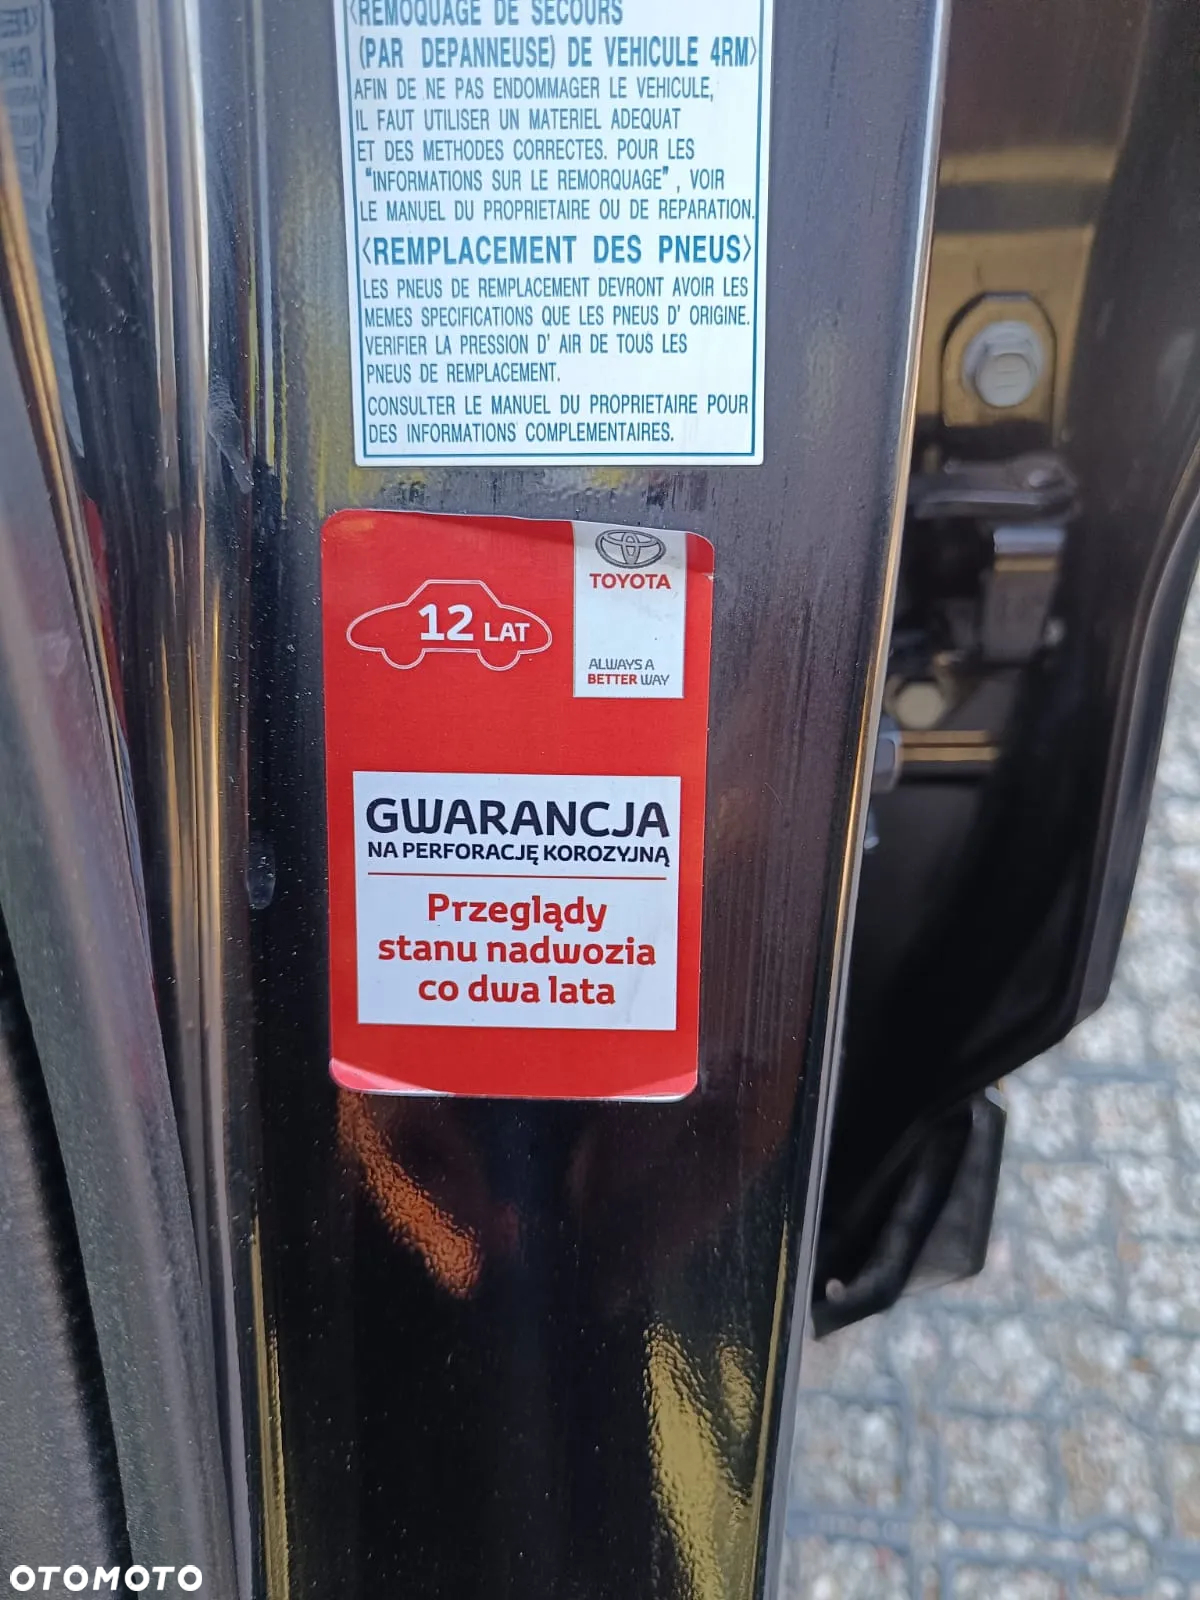 <REMOQUAGE DE SECOURS
(PAR DEPANNEUSE) DE VEHICULE 4RM>
AFIN DE NE PAS ENDOMMAGER LE VEHICULE,
IL FAUT UTILISER UN MATERIEL ADEQUAT
ET DES METHODES CORRECTES. POUR LES
"INFORMATIONS SUR LE REMORQUAGE", VOIR
LE MANUEL DU PROPRIETAIRE OU DE REPARATION.
<REMPLACEMENT DES PNEUS>
LES PNEUS DE REMPLACEMENT DEVRONT AVOIR LES
MEMES SPECIFICATIONS QUE LES PNEUS D' ORIGINE.
VERIFIER LA PRESSION D' AIR DE TOUS LES
PNEUS DE REMPLACEMENT.
CONSULTER LE MANUEL DU PROPRIETAIRE POUR
DES INFORMATIONS COMPLEMENTAIRES.
12 LAT
TOYOTA
ALWAYS A
BETTER WAY
GWARANCJA
NA PERFORACJĘ KOROZYJNĄ
Przeglądy
stanu nadwozia
co dwa lata
OTOMOTO